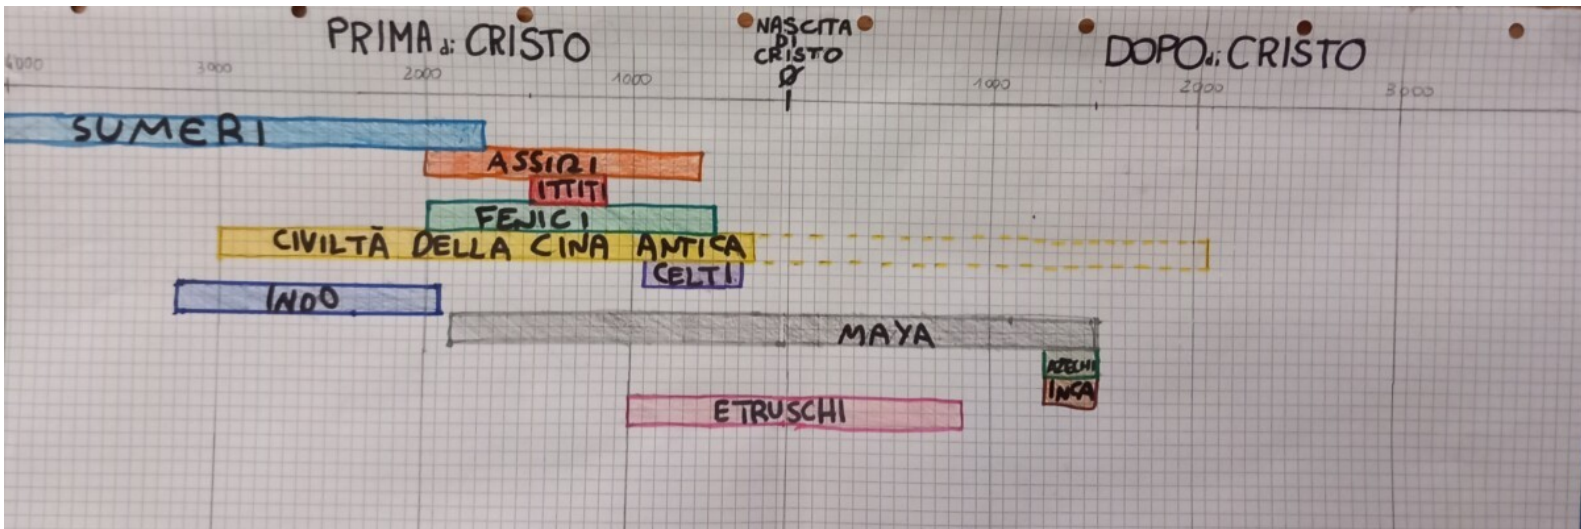 PRIMA di CRISTO
NASCITA
DI
CRISTO
0
DOPO di CRISTO
4000 3000 2000 1000 1000 2000 3000
SUMERI
ASSIRI
ITTITI
FENICI
CIVILTÀ DELLA CINA ANTICA
CELTI
INDO
MAYA
AZECHI
INCA
ETRUSCHI